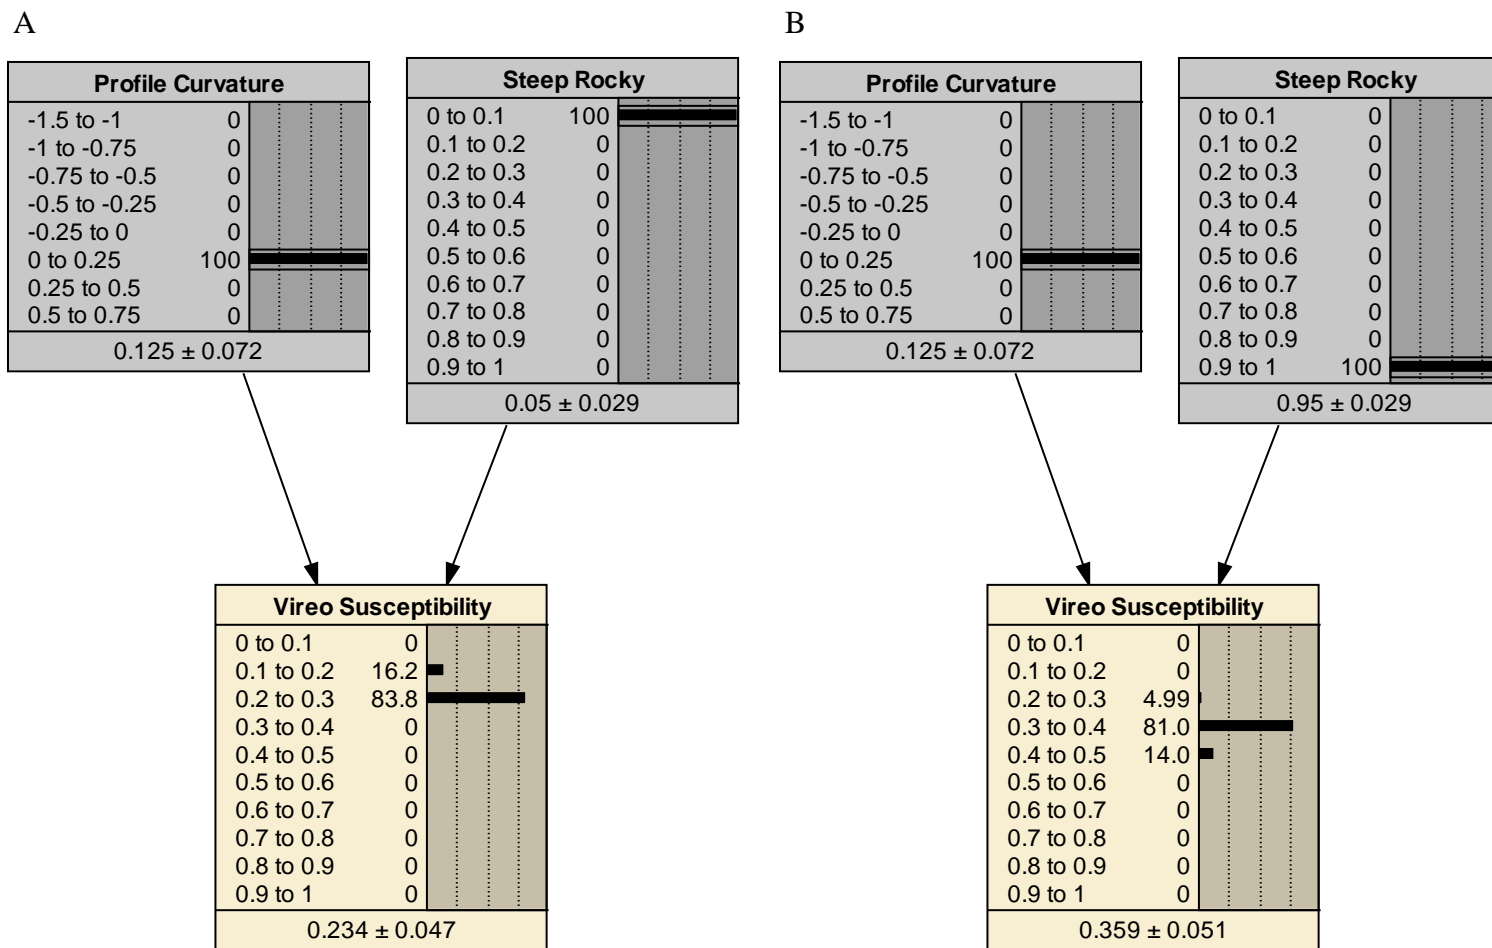 A
Profile Curvature
-1.5 to -1 0
-1 to -0.75 0
-0.75 to -0.5 0
-0.5 to -0.25 0
-0.25 to 0 0
0 to 0.25 100
0.25 to 0.5 0
0.5 to 0.75 0
0.125 ± 0.072
Steep Rocky
0 to 0.1 100
0.1 to 0.2 0
0.2 to 0.3 0
0.3 to 0.4 0
0.4 to 0.5 0
0.5 to 0.6 0
0.6 to 0.7 0
0.7 to 0.8 0
0.8 to 0.9 0
0.9 to 1 0
0.05 ± 0.029
Vireo Susceptibility
0 to 0.1 0
0.1 to 0.2 16.2
0.2 to 0.3 83.8
0.3 to 0.4 0
0.4 to 0.5 0
0.5 to 0.6 0
0.6 to 0.7 0
0.7 to 0.8 0
0.8 to 0.9 0
0.9 to 1 0
0.234 ± 0.047
B
Profile Curvature
-1.5 to -1 0
-1 to -0.75 0
-0.75 to -0.5 0
-0.5 to -0.25 0
-0.25 to 0 0
0 to 0.25 100
0.25 to 0.5 0
0.5 to 0.75 0
0.125 ± 0.072
Steep Rocky
0 to 0.1 0
0.1 to 0.2 0
0.2 to 0.3 0
0.3 to 0.4 0
0.4 to 0.5 0
0.5 to 0.6 0
0.6 to 0.7 0
0.7 to 0.8 0
0.8 to 0.9 0
0.9 to 1 100
0.95 ± 0.029
Vireo Susceptibility
0 to 0.1 0
0.1 to 0.2 0
0.2 to 0.3 4.99
0.3 to 0.4 81.0
0.4 to 0.5 14.0
0.5 to 0.6 0
0.6 to 0.7 0
0.7 to 0.8 0
0.8 to 0.9 0
0.9 to 1 0
0.359 ± 0.051